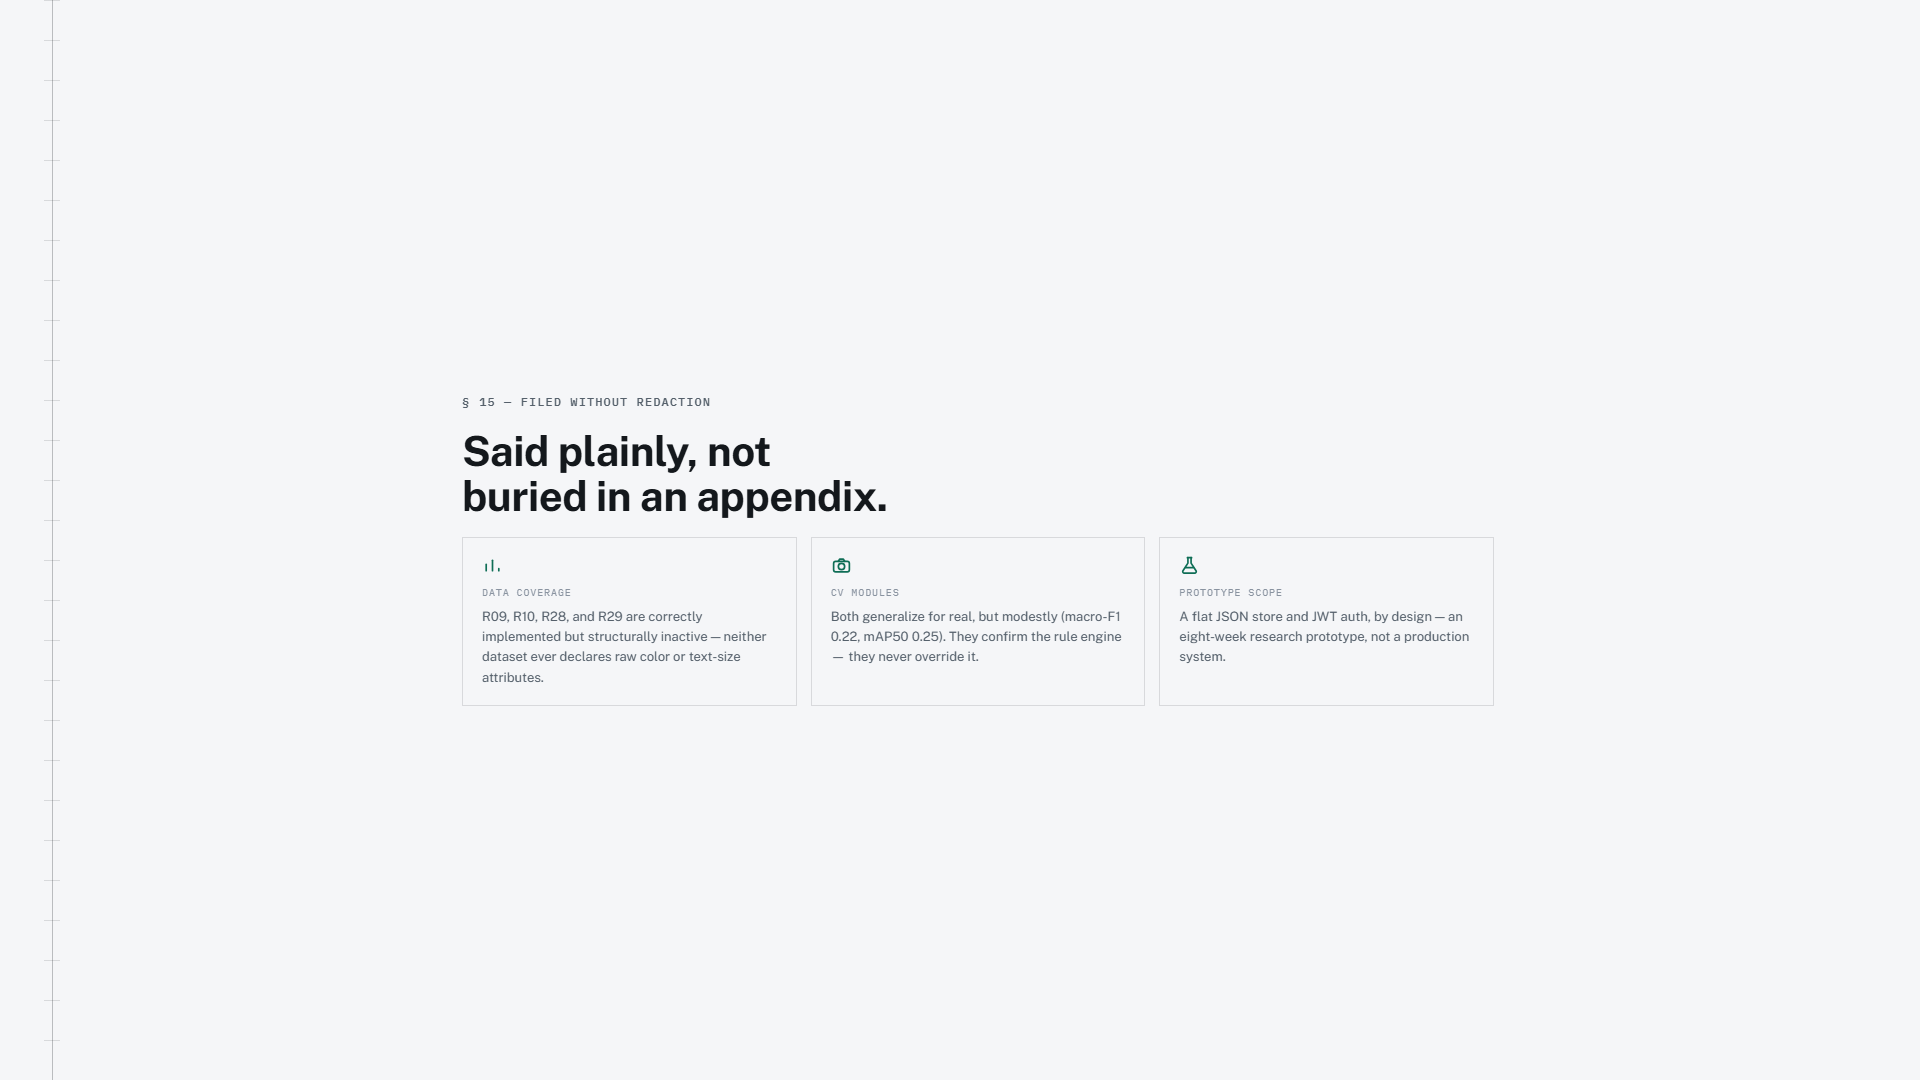 § 15 — FILED WITHOUT REDACTION
Said plainly, not
buried in an appendix.
DATA COVERAGE
R09, R10, R28, and R29 are correctly
implemented but structurally inactive — neither
dataset ever declares raw color or text-size
attributes.
CV MODULES
Both generalize for real, but modestly (macro-F1
0.22, mAP50 0.25). They confirm the rule engine
— they never override it.
PROTOTYPE SCOPE
A flat JSON store and JWT auth, by design — an
eight-week research prototype, not a production
system.